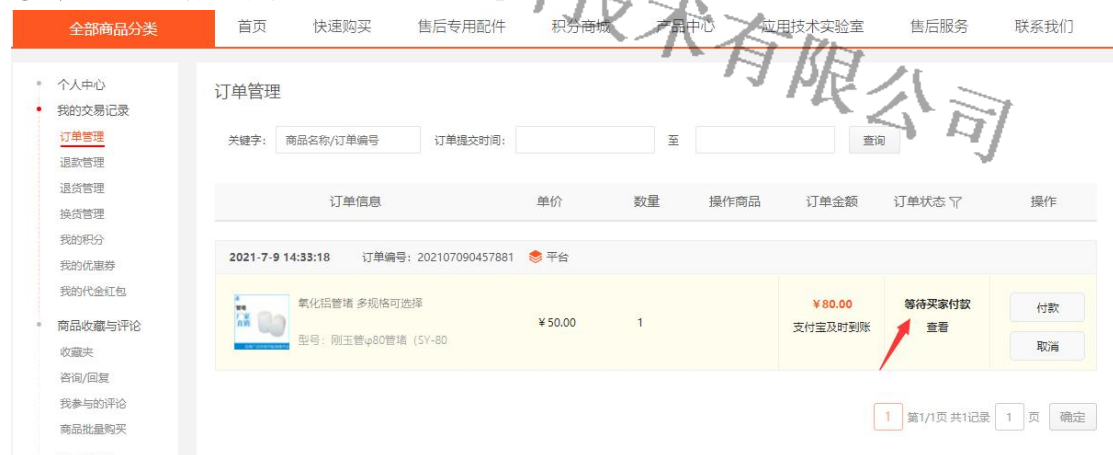 全部商品分类 首页 快速购买 售后专用配件 积分商城 产品中心 应用技术实验室 售后服务 联系我们
技术有限公司
个人中心
我的交易记录
订单管理
退款管理
退货管理
换货管理
我的积分
我的优惠券
我的代金红包
商品收藏与评论
收藏夹
咨询/回复
我参与的评论
商品批量购买
订单管理
关键字: 商品名称/订单编号 订单提交时间: 至 查询
订单信息 单价 数量 操作商品 订单金额 订单状态 操作
2021-7-9 14:33:18 订单编号: 202107090457881 平台
氧化铝管堵 多规格可选择
型号: 刚玉管φ80管堵 (SY-80
¥50.00 1
¥80.00
支付宝及时到账
等待买家付款
查看
付款
取消
1 第1/1页 共1记录 1 页 确定